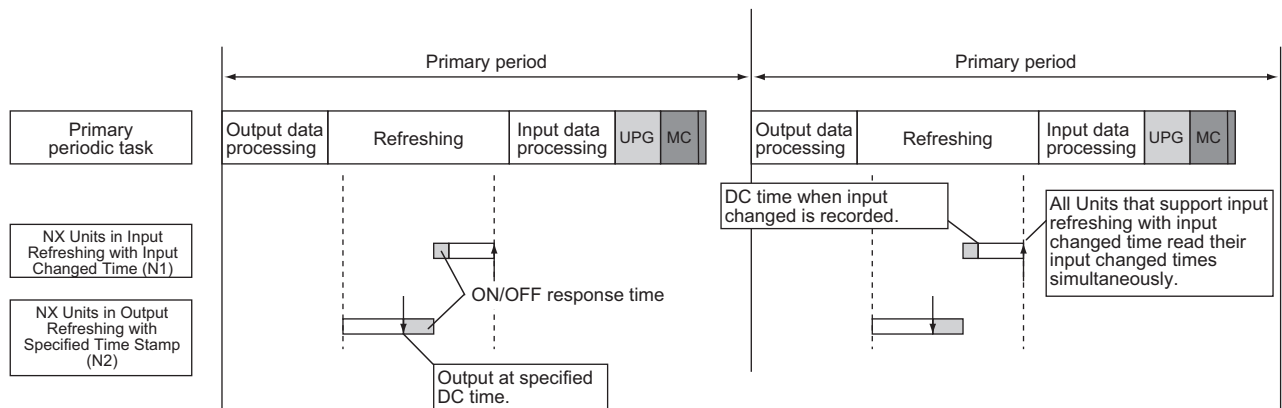 Primary period
Primary period
Primary
periodic task
Output data
processing
Refreshing
Input data
processing
UPG
MC
Output data
processing
Refreshing
Input data
processing
UPG
MC
DC time when input
changed is recorded.
All Units that support input
refreshing with input
changed time read their
input changed times
simultaneously.
NX Units in Input
Refreshing with Input
Changed Time (N1)
ON/OFF response time
NX Units in Output
Refreshing with
Specified Time Stamp
(N2)
Output at specified
DC time.